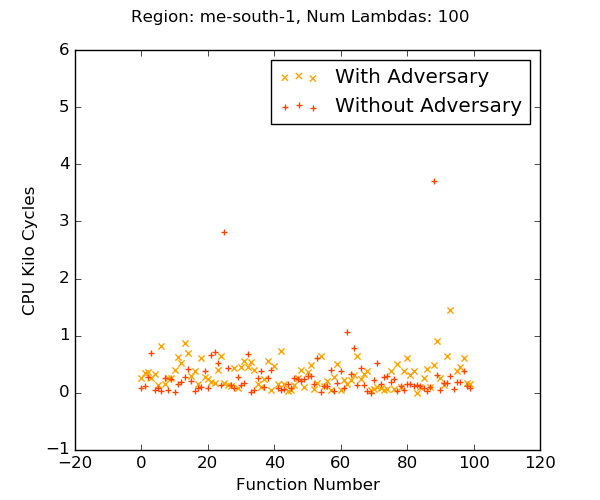 Region: me-south-1, Num Lambdas: 100
6
5
4
3
2
1
0
−1
CPU Kilo Cycles
With Adversary
Without Adversary
−20 0 20 40 60 80 100 120
Function Number